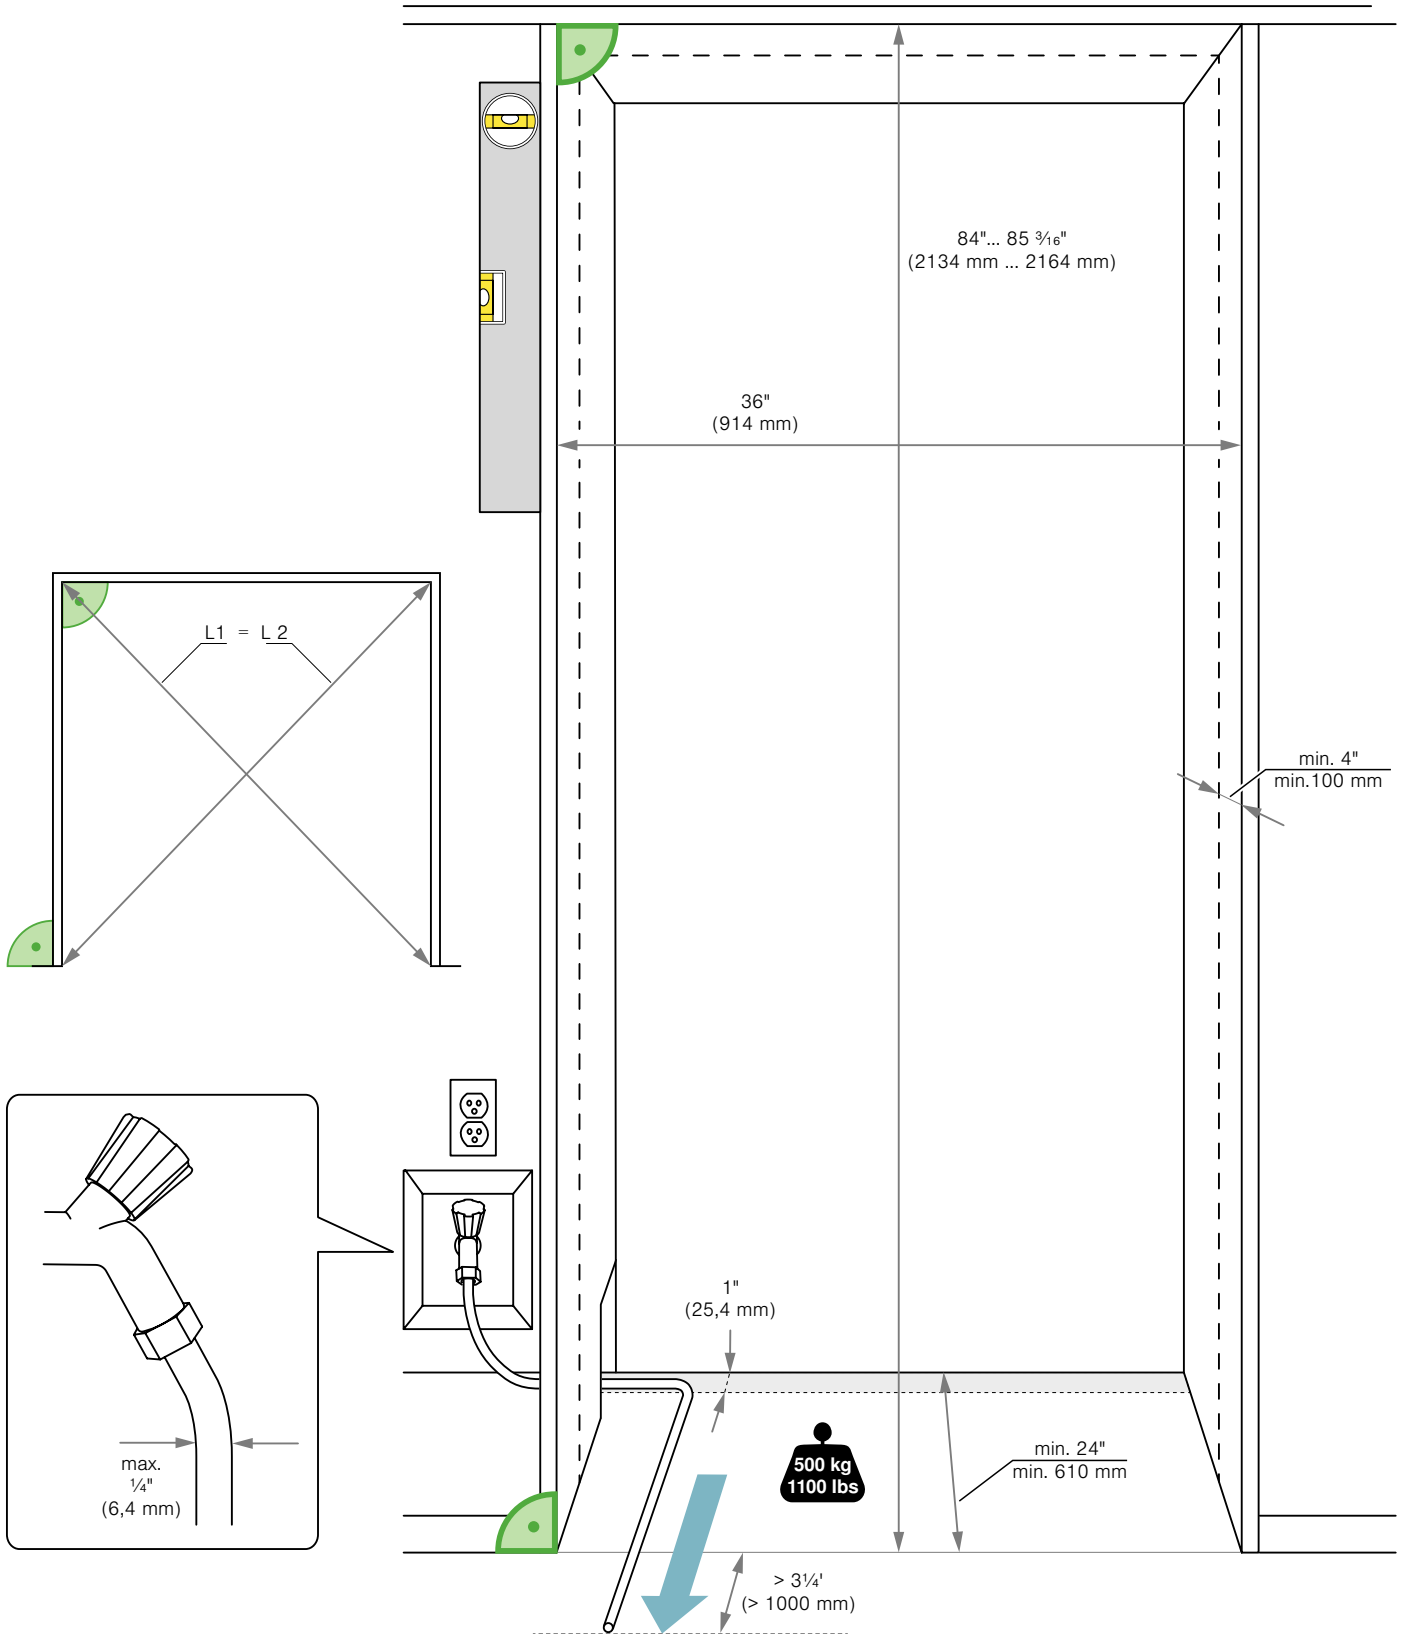 84"... 85 ³⁄₁₆"
(2134 mm ... 2164 mm)
36"
(914 mm)
L1 = L 2
min. 4"
min.100 mm
1"
(25,4 mm)
500 kg
1100 lbs
min. 24"
min. 610 mm
max.
¼"
(6,4 mm)
> 3¼'
(> 1000 mm)